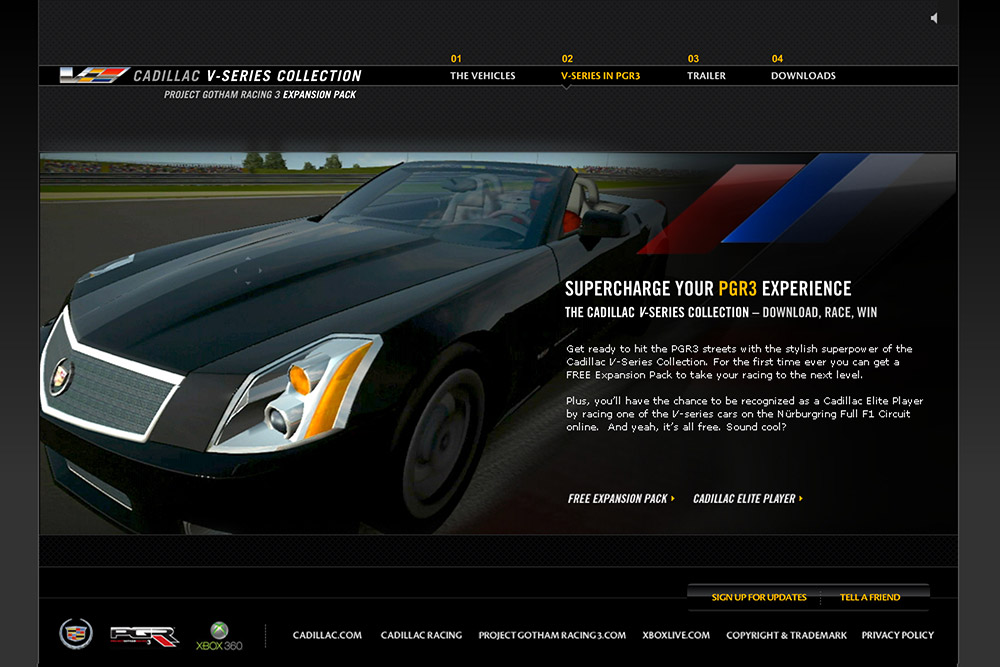 01
02
03
04
CADILLAC V-SERIES COLLECTION
THE VEHICLES
V-SERIES IN PGR3
TRAILER
DOWNLOADS
PROJECT GOTHAM RACING 3 EXPANSION PACK
SUPERCHARGE YOUR PGR3 EXPERIENCE
THE CADILLAC V-SERIES COLLECTION – DOWNLOAD, RACE, WIN
Get ready to hit the PGR3 streets with the stylish superpower of the
Cadillac V-Series Collection. For the first time ever you can get a
FREE Expansion Pack to take your racing to the next level.
Plus, you'll have the chance to be recognized as a Cadillac Elite Player
by racing one of the V-series cars on the Nürburgring Full F1 Circuit
online. And yeah, it's all free. Sound cool?
FREE EXPANSION PACK
CADILLAC ELITE PLAYER
SIGN UP FOR UPDATES
TELL A FRIEND
PGR
3
XBOX 360
CADILLAC.COM
CADILLAC RACING
PROJECT GOTHAM RACING 3.COM
XBOXLIVE.COM
COPYRIGHT & TRADEMARK
PRIVACY POLICY